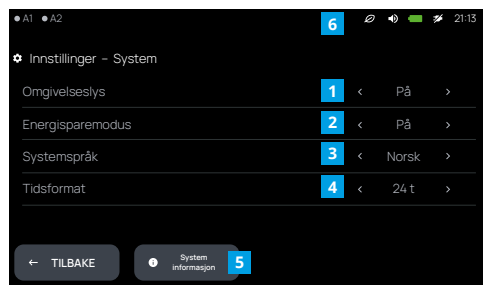 A1 A2 6 21:13
Innstillinger – System
Omgivelseslys 1 < På >
Energisparemodus 2 < På >
Systemspråk 3 < Norsk >
Tidsformat 4 < 24 t >
← TILBAKE
System
informasjon 5